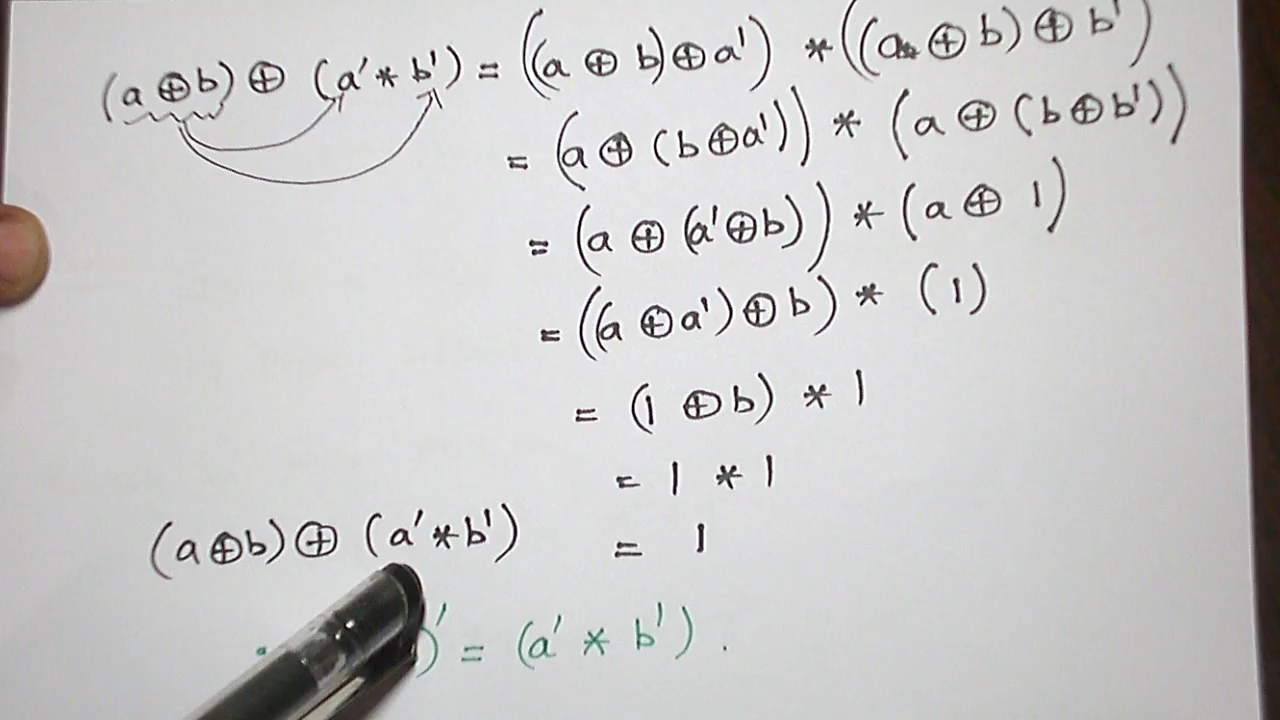 (a ⊕ b) ⊕ (a' * b') = ((a ⊕ b) ⊕ a') * ((a ⊕ b) ⊕ b')
= (a ⊕ (b ⊕ a')) * (a ⊕ (b ⊕ b'))
= (a ⊕ (a' ⊕ b)) * (a ⊕ 1)
= ((a ⊕ a') ⊕ b) * (1)
= (1 ⊕ b) * 1
= 1 * 1
(a ⊕ b) ⊕ (a' * b') = 1
)' = (a' * b').